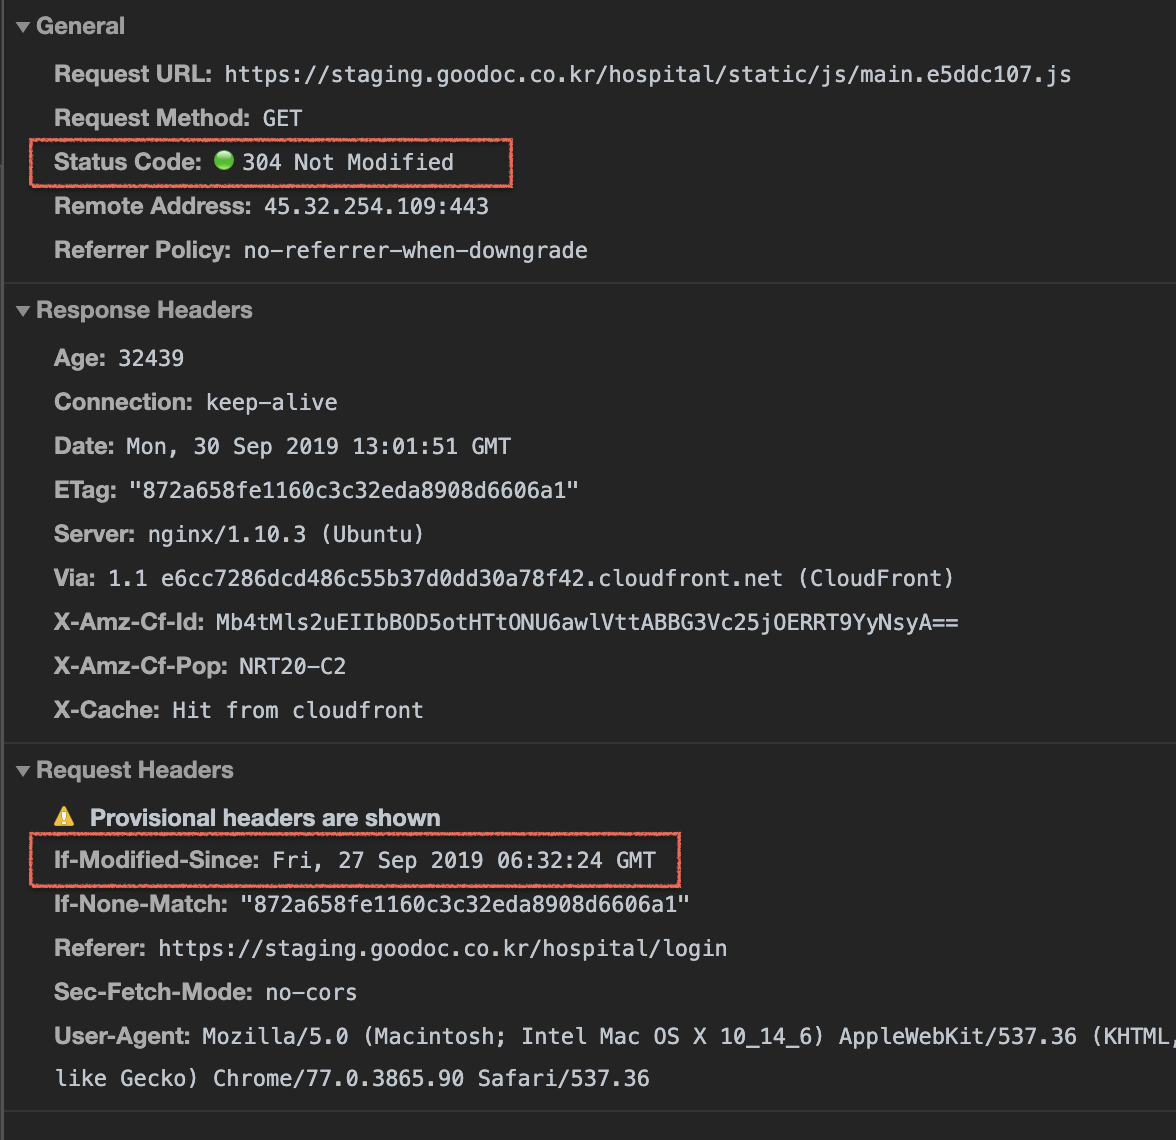 General
Request URL: https://staging.goodoc.co.kr/hospital/static/js/main.e5ddc107.js
Request Method: GET
Status Code: 304 Not Modified
Remote Address: 45.32.254.109:443
Referrer Policy: no-referrer-when-downgrade
Response Headers
Age: 32439
Connection: keep-alive
Date: Mon, 30 Sep 2019 13:01:51 GMT
ETag: "872a658fe1160c3c32eda8908d6606a1"
Server: nginx/1.10.3 (Ubuntu)
Via: 1.1 e6cc7286dcd486c55b37d0dd30a78f42.cloudfront.net (CloudFront)
X-Amz-Cf-Id: Mb4tMls2uEIIbBOD5otHTtONU6awlVttABBG3Vc25jOERRT9YyNsyA==
X-Amz-Cf-Pop: NRT20-C2
X-Cache: Hit from cloudfront
Request Headers
Provisional headers are shown
If-Modified-Since: Fri, 27 Sep 2019 06:32:24 GMT
If-None-Match: "872a658fe1160c3c32eda8908d6606a1"
Referer: https://staging.goodoc.co.kr/hospital/login
Sec-Fetch-Mode: no-cors
User-Agent: Mozilla/5.0 (Macintosh; Intel Mac OS X 10_14_6) AppleWebKit/537.36 (KHTML,
like Gecko) Chrome/77.0.3865.90 Safari/537.36